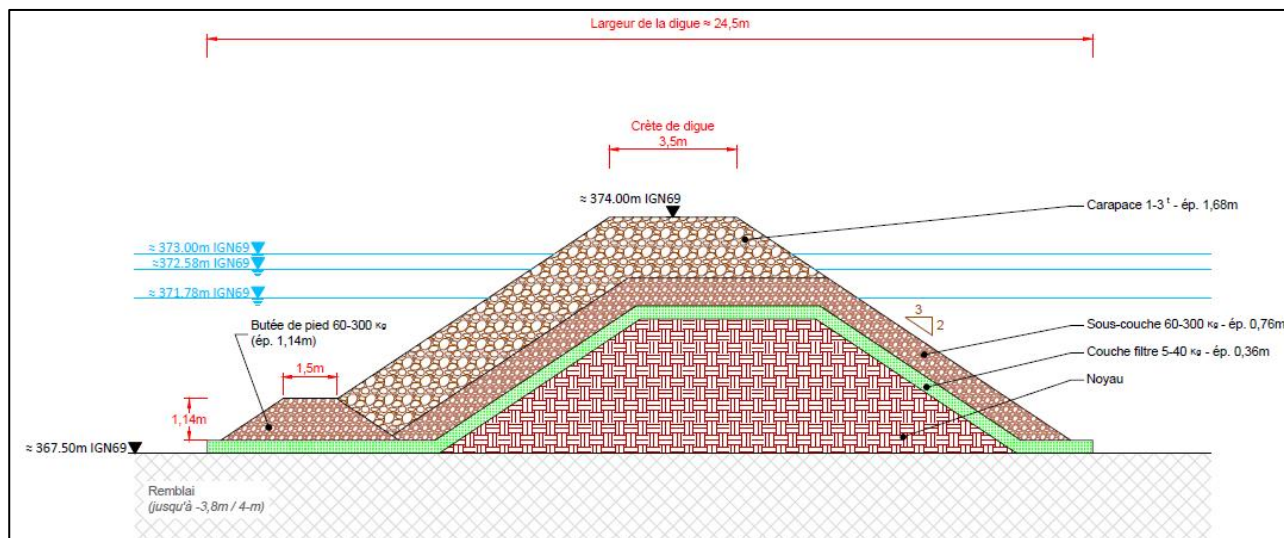 Largeur de la digue ≈ 24,5m
Crète de digue
3,5m
≈ 374.00m IGN69
Carapace 1-3 ᵗ - ép. 1,68m
≈ 373.00m IGN69
≈372.58m IGN69
≈371.78m IGN69
3
2
Butée de pied 60-300 Kg
(ép. 1,14m)
Sous-couche 60-300 Kg - ép. 0,76m
Couche filtre 5-40 Kg - ép. 0,36m
1,5m
Noyau
1,14m
≈ 367.50m IGN69
Remblai
(jusqu'à -3,8m / 4-m)